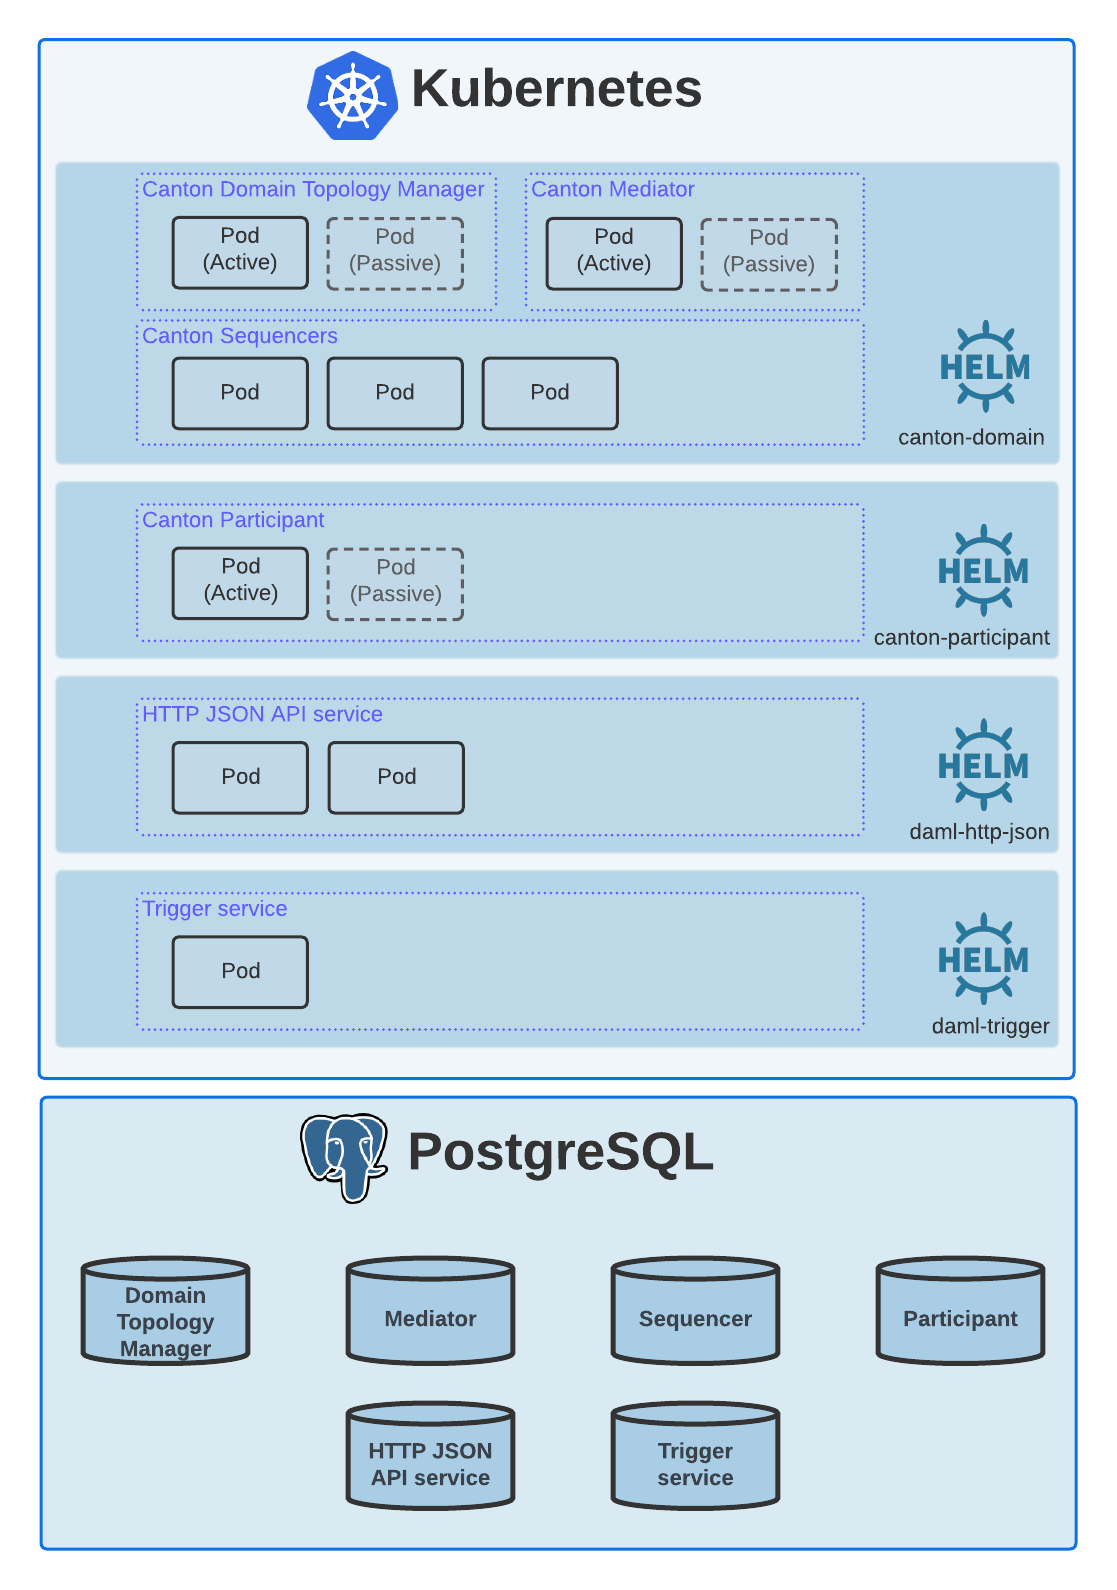 Kubernetes
Canton Domain Topology Manager
Pod
(Active)
Pod
(Passive)
Canton Mediator
Pod
(Active)
Pod
(Passive)
Canton Sequencers
Pod
Pod
Pod
HELM
canton-domain
Canton Participant
Pod
(Active)
Pod
(Passive)
HELM
canton-participant
HTTP JSON API service
Pod
Pod
HELM
daml-http-json
Trigger service
Pod
HELM
daml-trigger
PostgreSQL
Domain
Topology
Manager
Mediator
Sequencer
Participant
HTTP JSON
API service
Trigger
service